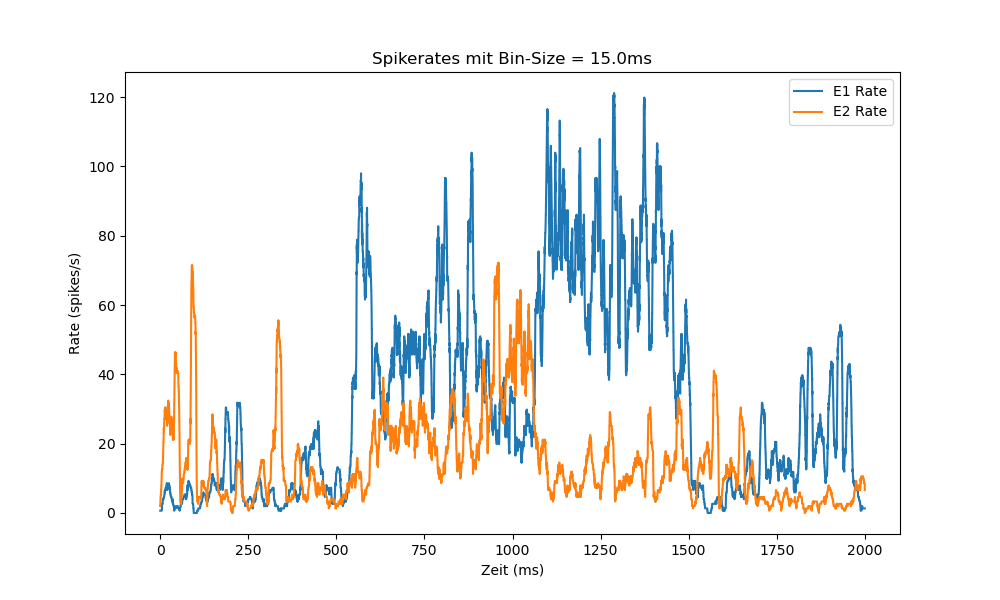 Spikerates mit Bin-Size = 15.0ms
E1 Rate
E2 Rate
120
100
80
60
40
20
0
Rate (spikes/s)
0 250 500 750 1000 1250 1500 1750 2000
Zeit (ms)